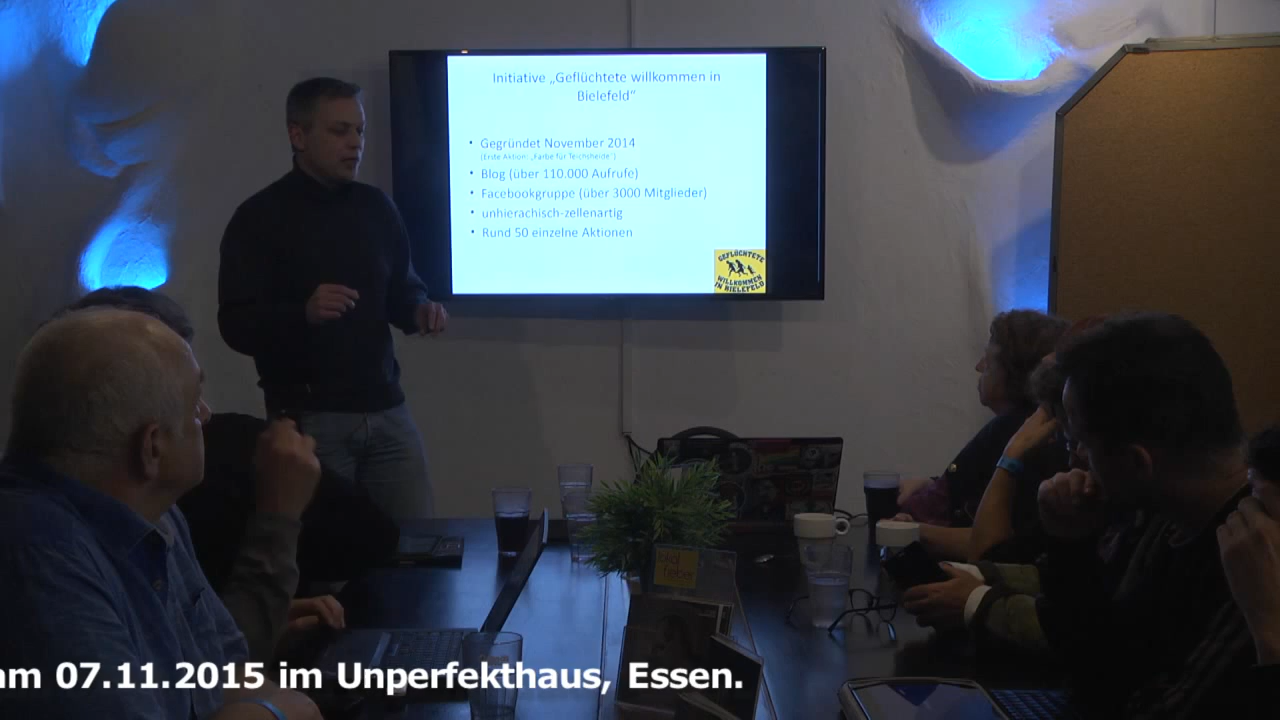 Initiative „Geflüchtete willkommen in
Bielefeld“
• Gegründet November 2014
(Erste Aktion: „Farbe für Teichsheide“)
• Blog (über 110.000 Aufrufe)
• Facebookgruppe (über 3000 Mitglieder)
• unhierachisch-zellenartig
• Rund 50 einzelne Aktionen
GEFLÜCHTETE
WILLKOMMEN
IN BIELEFELD
lokal
fieber
am 07.11.2015 im Unperfekthaus, Essen.